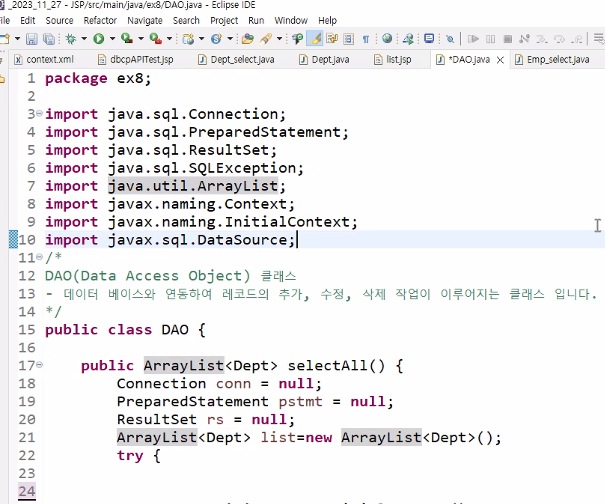 _2023_11_27 - JSP/src/main/java/ex8/DAO.java - Eclipse IDE
Edit Source Refactor Navigate Search Project Run Window Help
context.xml dbcpAPITest.jsp Dept_select.java Dept.java list.jsp *DAO.java Emp_select.java
1 package ex8;
2
3 import java.sql.Connection;
4 import java.sql.PreparedStatement;
5 import java.sql.ResultSet;
6 import java.sql.SQLException;
7 import java.util.ArrayList;
8 import javax.naming.Context;
9 import javax.naming.InitialContext;
10 import javax.sql.DataSource;
11 /*
12 DAO(Data Access Object) 클래스
13 - 데이터 베이스와 연동하여 레코드의 추가, 수정, 삭제 작업이 이루어지는 클래스 입니다.
14 */
15 public class DAO {
16
17 public ArrayList<Dept> selectAll() {
18 Connection conn = null;
19 PreparedStatement pstmt = null;
20 ResultSet rs = null;
21 ArrayList<Dept> list=new ArrayList<Dept>();
22 try {
23
24